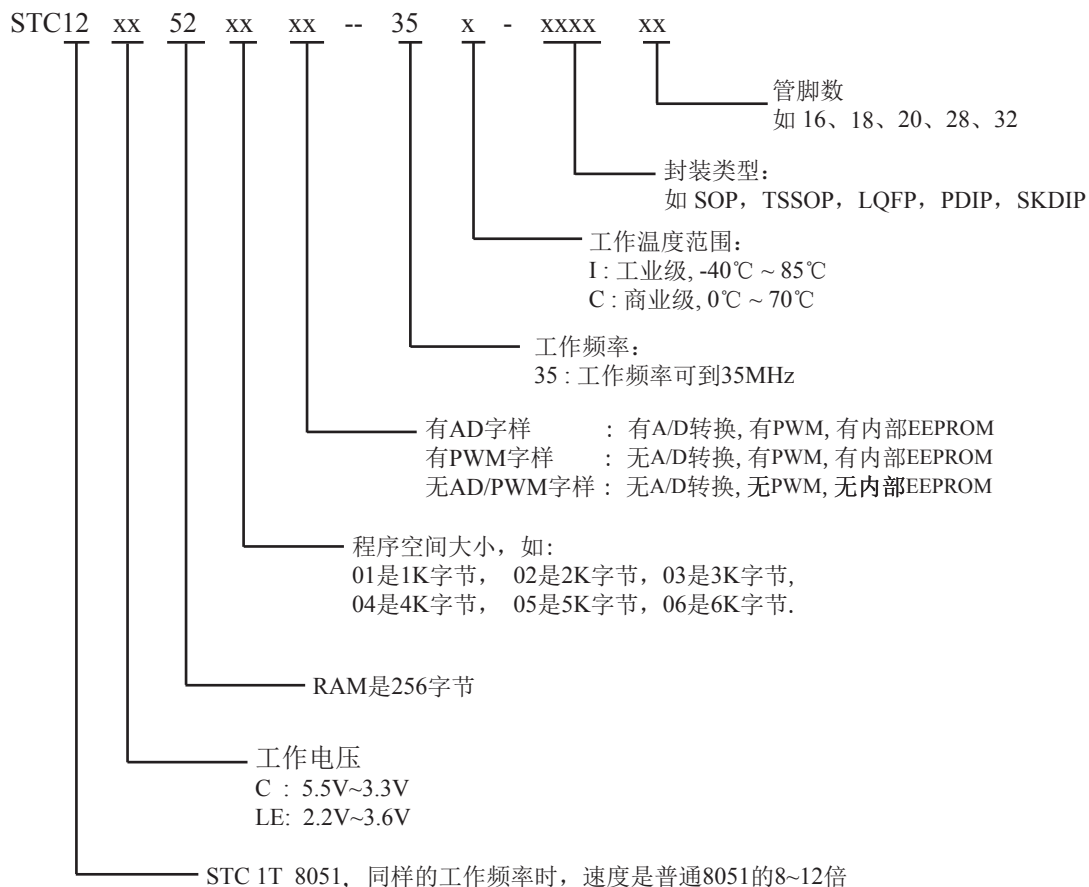 STC12 xx 52 xx xx -- 35 x - xxxx xx
管脚数
如 16、18、20、28、32
封装类型：
如 SOP，TSSOP，LQFP，PDIP，SKDIP
工作温度范围：
I : 工业级, -40℃ ~ 85℃
C : 商业级, 0℃ ~ 70℃
工作频率：
35 : 工作频率可到35MHz
有AD字样 : 有A/D转换, 有PWM, 有内部EEPROM
有PWM字样 : 无A/D转换, 有PWM, 有内部EEPROM
无AD/PWM字样 : 无A/D转换, 无PWM, 无内部EEPROM
程序空间大小，如:
01是1K字节， 02是2K字节，03是3K字节,
04是4K字节， 05是5K字节，06是6K字节.
RAM是256字节
工作电压
C : 5.5V~3.3V
LE: 2.2V~3.6V
STC 1T 8051, 同样的工作频率时，速度是普通8051的8~12倍